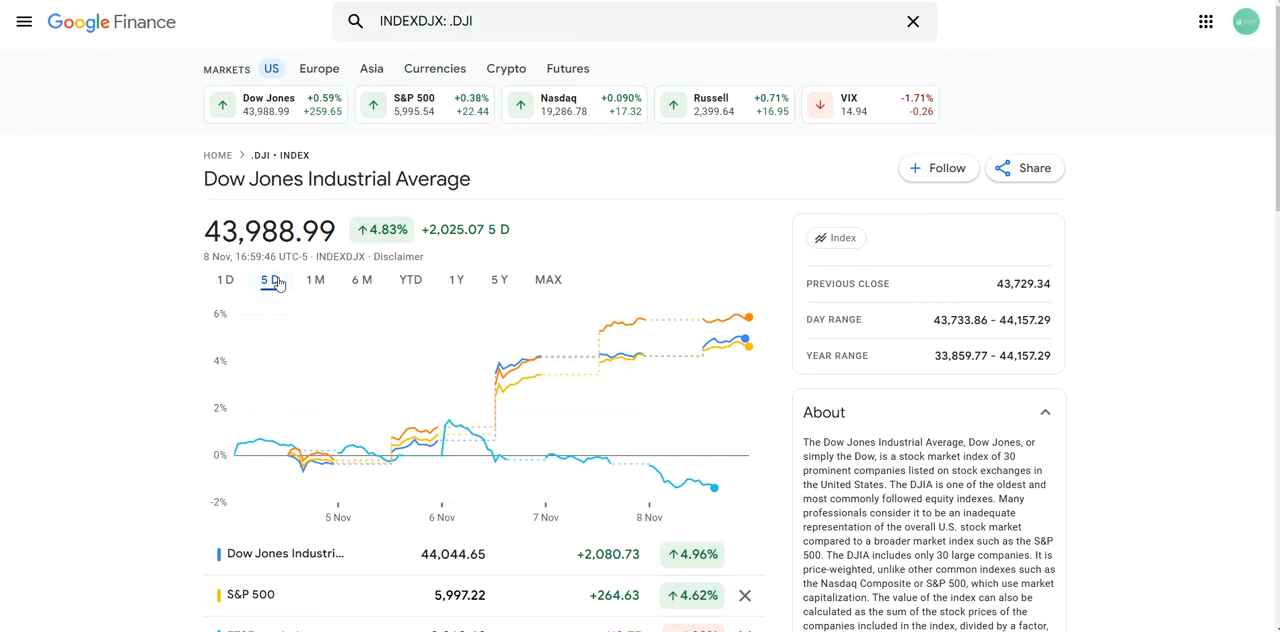 Google Finance
INDEXDJX: .DJI
MARKETS US Europe Asia Currencies Crypto Futures
Dow Jones +0.59%
43,988.99 +259.65
S&P 500 +0.38%
5,995.54 +22.44
Nasdaq +0.090%
19,286.78 +17.32
Russell +0.71%
2,399.64 +16.95
VIX -1.71%
14.94 -0.26
HOME > .DJI • INDEX
Dow Jones Industrial Average
Follow
Share
43,988.99 4.83% +2,025.07 5 D
8 Nov, 16:59:46 UTC-5 · INDEXDJX · Disclaimer
1 D 5 D 1 M 6 M YTD 1 Y 5 Y MAX
6%
4%
2%
0%
-2%
5 Nov 6 Nov 7 Nov 8 Nov
Dow Jones Industri... 44,044.65 +2,080.73 4.96%
S&P 500 5,997.22 +264.63 4.62%
Index
PREVIOUS CLOSE 43,729.34
DAY RANGE 43,733.86 - 44,157.29
YEAR RANGE 33,859.77 - 44,157.29
About
The Dow Jones Industrial Average, Dow Jones, or
simply the Dow, is a stock market index of 30
prominent companies listed on stock exchanges in
the United States. The DJIA is one of the oldest and
most commonly followed equity indexes. Many
professionals consider it to be an inadequate
representation of the overall U.S. stock market
compared to a broader market index such as the S&P
500. The DJIA includes only 30 large companies. It is
price-weighted, unlike other common indexes such as
the Nasdaq Composite or S&P 500, which use market
capitalization. The value of the index can also be
calculated as the sum of the stock prices of the
companies included in the index, divided by a factor,